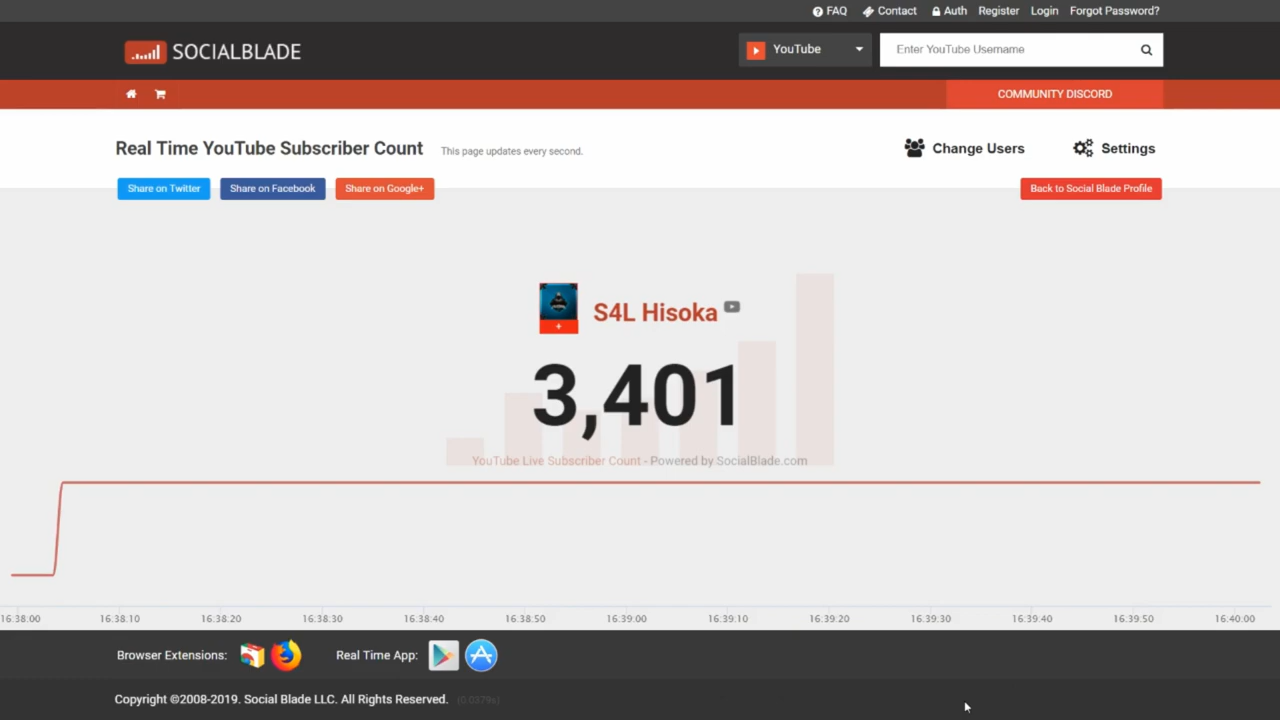 FAQ Contact Auth Register Login Forgot Password?
SOCIALBLADE YouTube Enter YouTube Username
COMMUNITY DISCORD
Real Time YouTube Subscriber Count This page updates every second. Change Users Settings
Share on Twitter Share on Facebook Share on Google+ Back to Social Blade Profile
S4L Hisoka
+
3,401
YouTube Live Subscriber Count - Powered by SocialBlade.com
16:38:00 16:38:10 16:38:20 16:38:30 16:38:40 16:38:50 16:39:00 16:39:10 16:39:20 16:39:30 16:39:40 16:39:50 16:40:00
Browser Extensions: Real Time App:
Copyright ©2008-2019. Social Blade LLC. All Rights Reserved. (0.0379s)